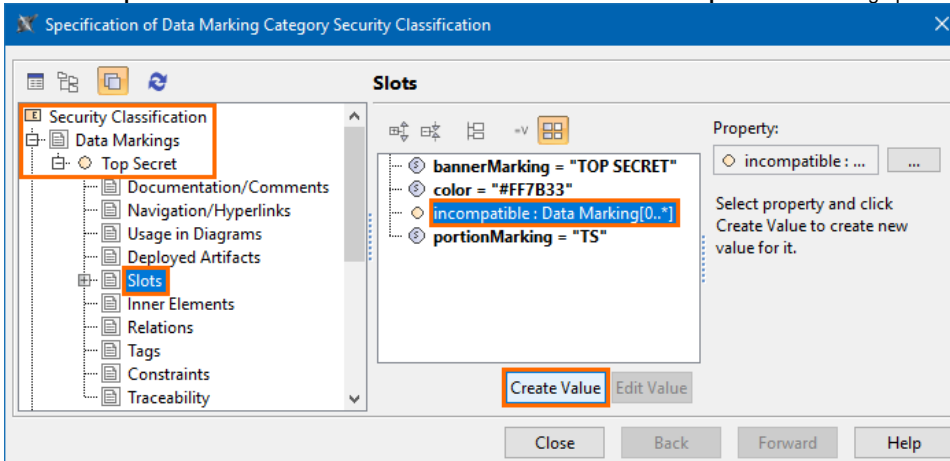 Specification of Data Marking Category Security Classification
Slots
Security Classification
Data Markings
Top Secret
Documentation/Comments
Navigation/Hyperlinks
Usage in Diagrams
Deployed Artifacts
Slots
Inner Elements
Relations
Tags
Constraints
Traceability
=V
bannerMarking = "TOP SECRET"
color = "#FF7B33"
incompatible : Data Marking[0..*]
portionMarking = "TS"
Create Value
Edit Value
Property:
incompatible : ...
...
Select property and click
Create Value to create new
value for it.
Close
Back
Forward
Help